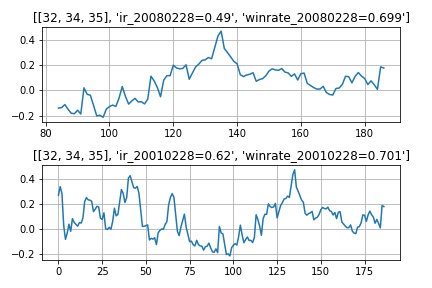 [[32, 34, 35], 'ir_20080228=0.49', 'winrate_20080228=0.699']
0.4
0.2
0.0
−0.2
80 100 120 140 160 180
[[32, 34, 35], 'ir_20010228=0.62', 'winrate_20010228=0.701']
0.4
0.2
0.0
−0.2
0 25 50 75 100 125 150 175